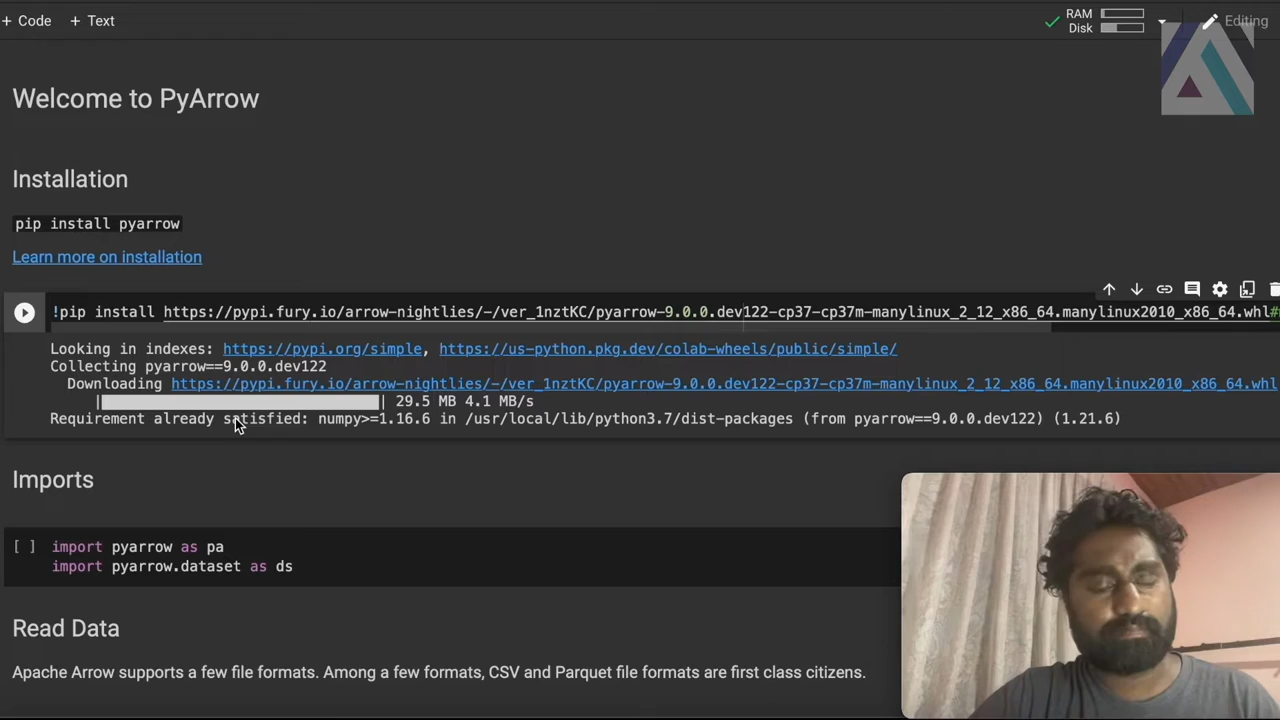 + Code + Text
RAM
Disk
Editing
Welcome to PyArrow
Installation
pip install pyarrow
Learn more on installation
!pip install https://pypi.fury.io/arrow-nightlies/-/ver_1nztKC/pyarrow-9.0.0.dev122-cp37-cp37m-manylinux_2_12_x86_64.manylinux2010_x86_64.whl#
Looking in indexes: https://pypi.org/simple, https://us-python.pkg.dev/colab-wheels/public/simple/
Collecting pyarrow==9.0.0.dev122
Downloading https://pypi.fury.io/arrow-nightlies/-/ver_1nztKC/pyarrow-9.0.0.dev122-cp37-cp37m-manylinux_2_12_x86_64.manylinux2010_x86_64.whl
| | 29.5 MB 4.1 MB/s
Requirement already satisfied: numpy>=1.16.6 in /usr/local/lib/python3.7/dist-packages (from pyarrow==9.0.0.dev122) (1.21.6)
Imports
[ ] import pyarrow as pa
import pyarrow.dataset as ds
Read Data
Apache Arrow supports a few file formats. Among a few formats, CSV and Parquet file formats are first class citizens.